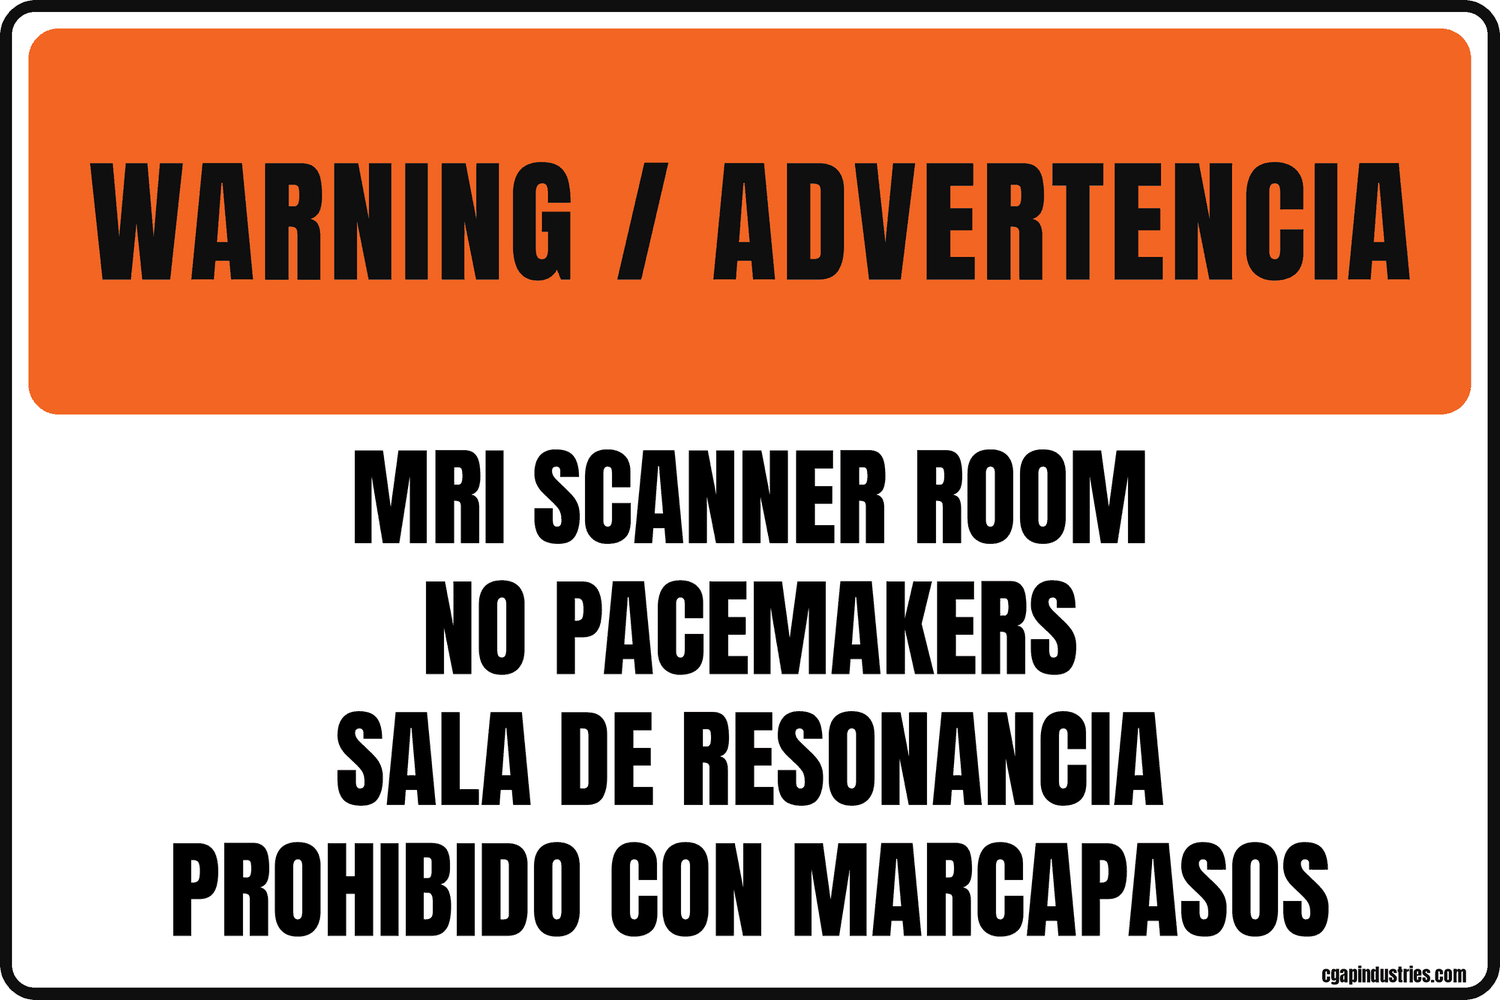 WARNING / ADVERTENCIA
MRI SCANNER ROOM
NO PACEMAKERS
SALA DE RESONANCIA
PROHIBIDO CON MARCAPASOS
cgapindustries.com